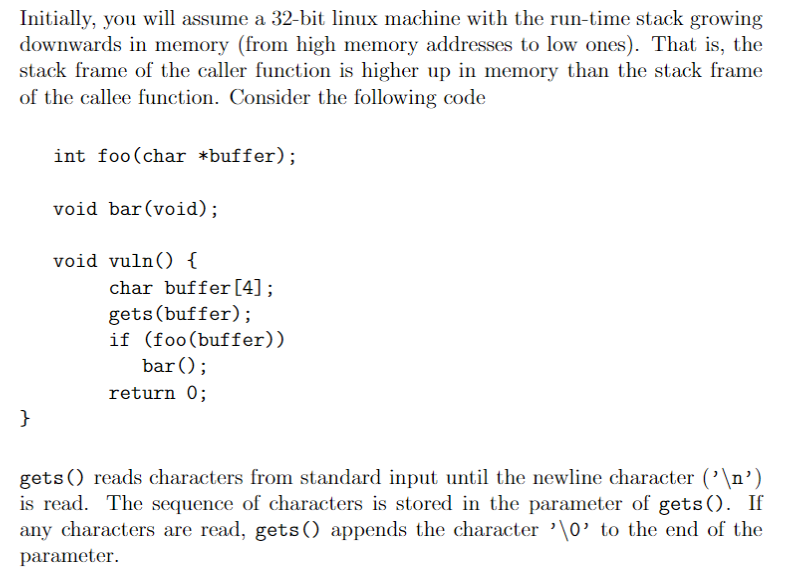 Initially, you will assume a 32-bit linux machine with the run-time stack growing
downwards in memory (from high memory addresses to low ones). That is, the
stack frame of the caller function is higher up in memory than the stack frame
of the callee function. Consider the following code
int foo(char *buffer);
void bar(void);
void vuln() {
char buffer[4];
gets(buffer);
if (foo(buffer))
bar();
return 0;
}
gets() reads characters from standard input until the newline character ('\n')
is read. The sequence of characters is stored in the parameter of gets(). If
any characters are read, gets() appends the character '\0' to the end of the
parameter.